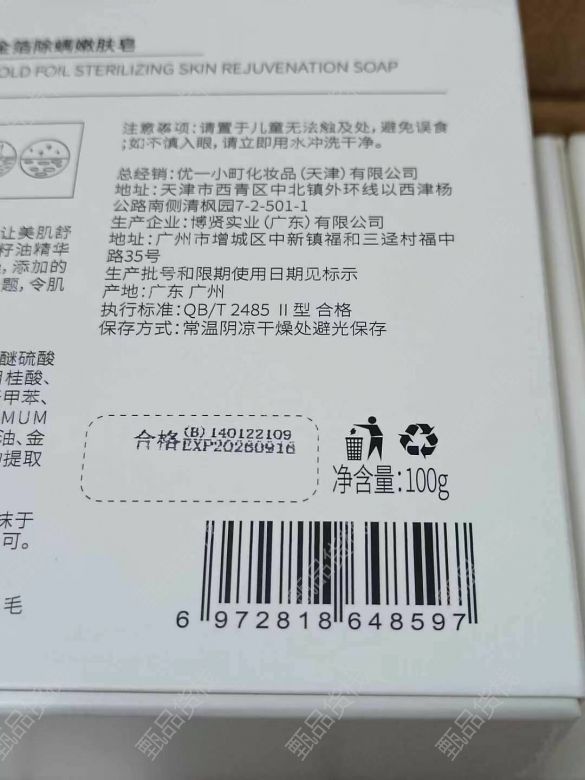 金箔除螨嫩肤皂
OLD FOIL STERILIZING SKIN REJUVENATION SOAP
注意事项:请置于儿童无法触及处,避免误食
;如不慎入眼,请立即用水冲洗干净。
总经销:优一小町化妆品(天津)有限公司
地址:天津市西青区中北镇外环线以西津杨
公路南侧清枫园7-2-501-1
生产企业:博贤实业(广东)有限公司
地址:广州市增城区中新镇福和三迳村福中
路35号
生产批号和限期使用日期见标示
产地:广东 广州
执行标准:QB/T 2485 II型 合格
保存方式:常温阴凉干燥处避光保存
让美肌舒
籽油精华
,添加的
题,令肌
醚硫酸
月桂酸、
甲苯、
MUM
油、金
提取
抹于
可。
毛
合格(B)140122109
EXP20260916
净含量:100g
6 972818 648597
甄品货代